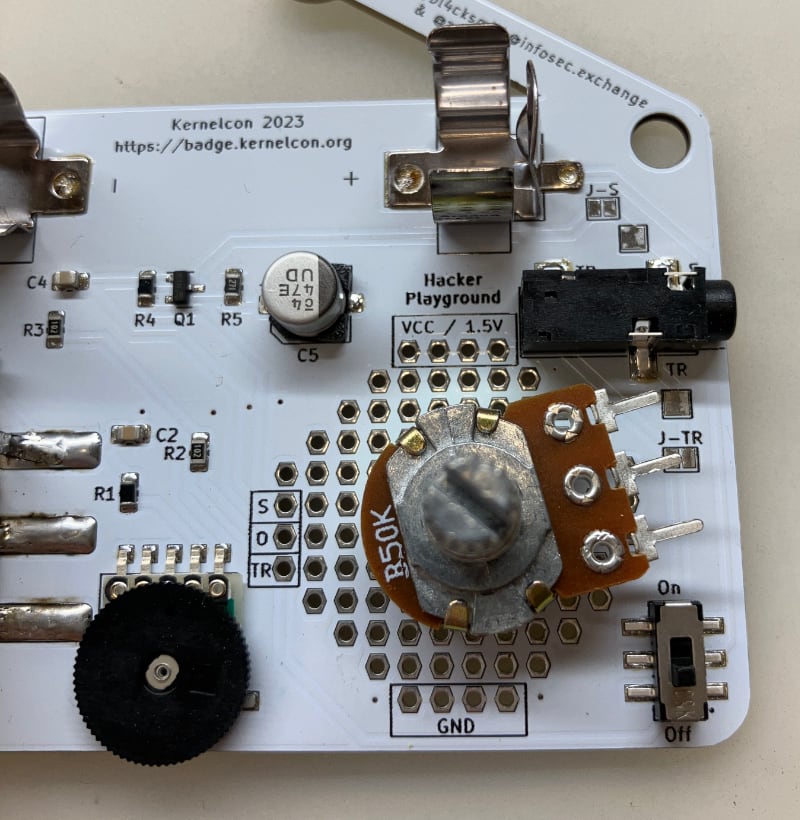 @infosec.exchange
&
Kernelcon 2023
https://badge.kernelcon.org
-
+
J-S
C4
Hacker
Playground
R3
R4
Q1
R5
C5
47E
UD
VCC / 1.5V
TR
C2
R2
J-TR
R1
S
O
TR
B50K
On
GND
Off